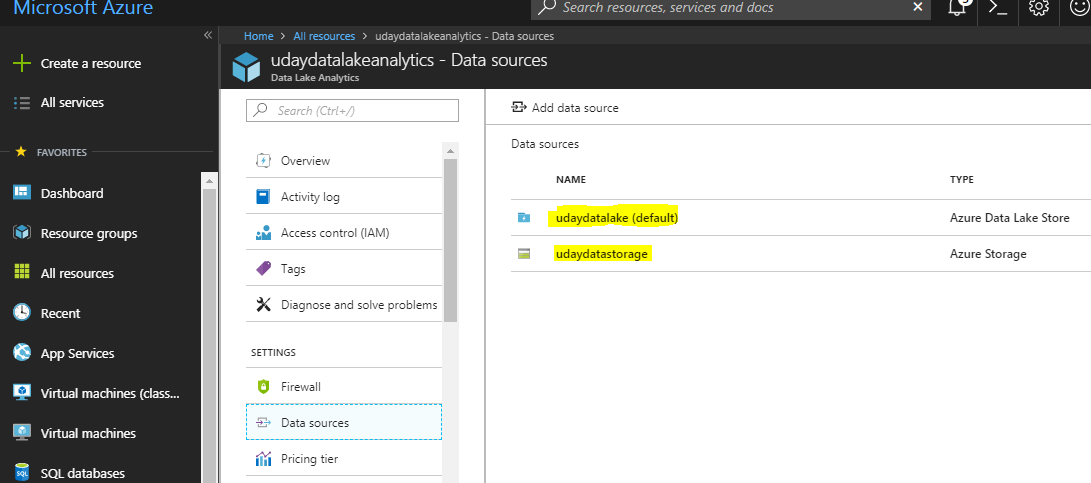 Microsoft Azure
Search resources, services and docs
Create a resource
All services
FAVORITES
Dashboard
Resource groups
All resources
Recent
App Services
Virtual machines (class...
Virtual machines
SQL databases
Home > All resources > udaydatalakeanalytics - Data sources
udaydatalakeanalytics - Data sources
Data Lake Analytics
Search (Ctrl+/)
Overview
Activity log
Access control (IAM)
Tags
Diagnose and solve problems
SETTINGS
Firewall
Data sources
Pricing tier
Add data source
Data sources
NAME TYPE
udaydatalake (default) Azure Data Lake Store
udaydatastorage Azure Storage